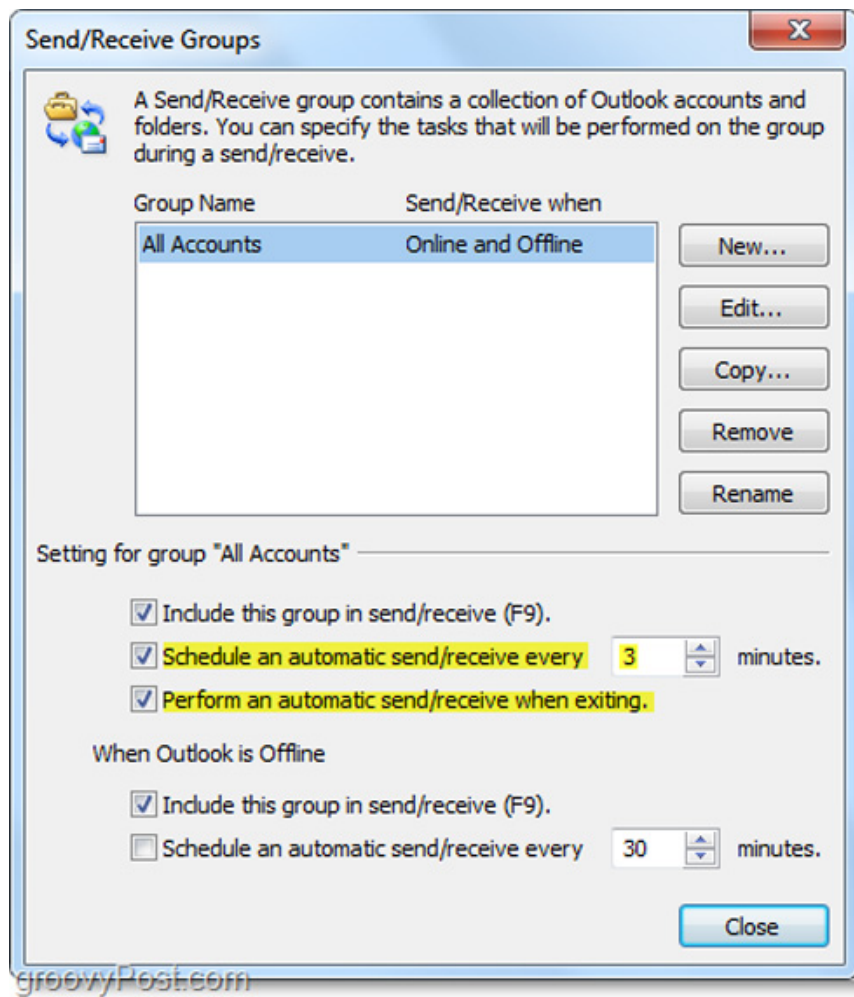 Send/Receive Groups
A Send/Receive group contains a collection of Outlook accounts and
folders. You can specify the tasks that will be performed on the group
during a send/receive.
Group Name Send/Receive when
All Accounts Online and Offline
New...
Edit...
Copy...
Remove
Rename
Setting for group "All Accounts"
Include this group in send/receive (F9).
Schedule an automatic send/receive every 3 minutes.
Perform an automatic send/receive when exiting.
When Outlook is Offline
Include this group in send/receive (F9).
Schedule an automatic send/receive every 30 minutes.
Close
groovyPost.com